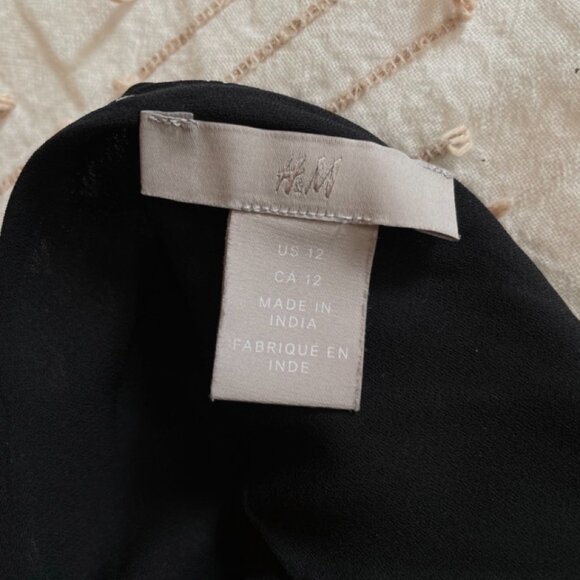 H&M
US 12
CA 12
MADE IN
INDIA
FABRIQUÉ EN
INDE